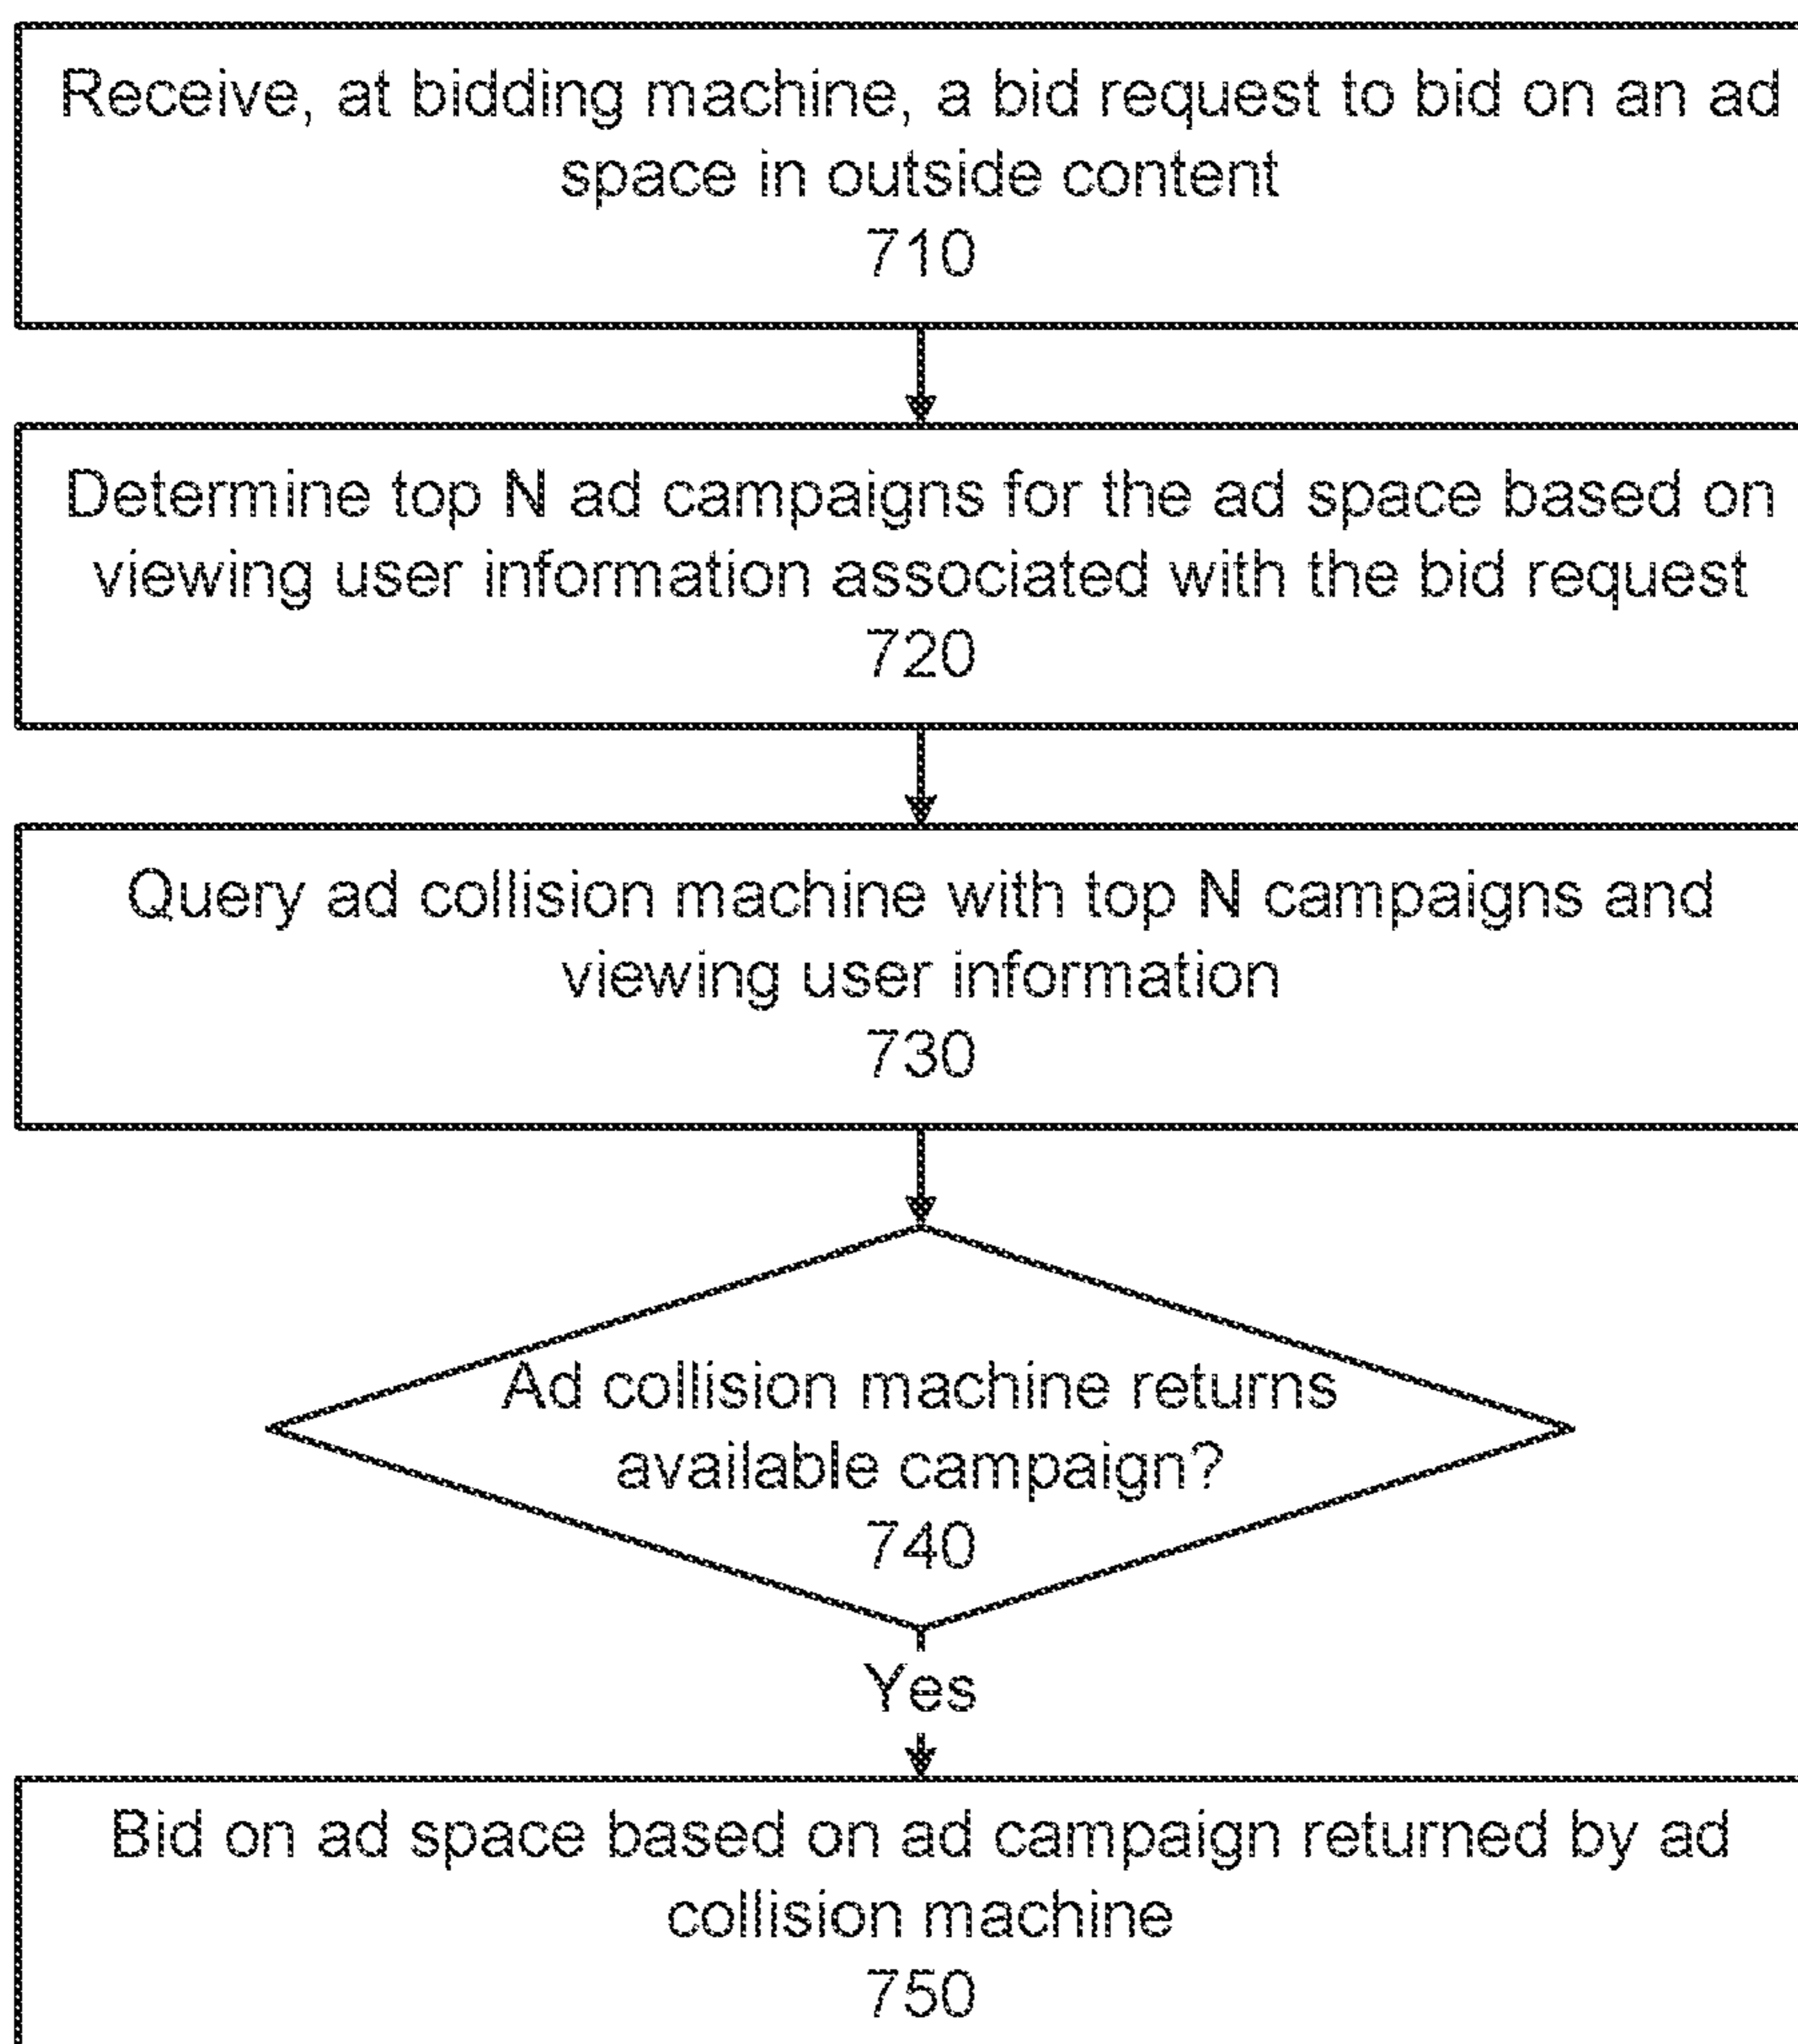 Receive, at bidding machine, a bid request to bid on an ad
space in outside content
710
Determine top N ad campaigns for the ad space based on
viewing user information associated with the bid request
720
Query ad collision machine with top N campaigns and
viewing user information
730
Ad collision machine returns
available campaign?
740
Yes
Bid on ad space based on ad campaign returned by ad
collision machine
750